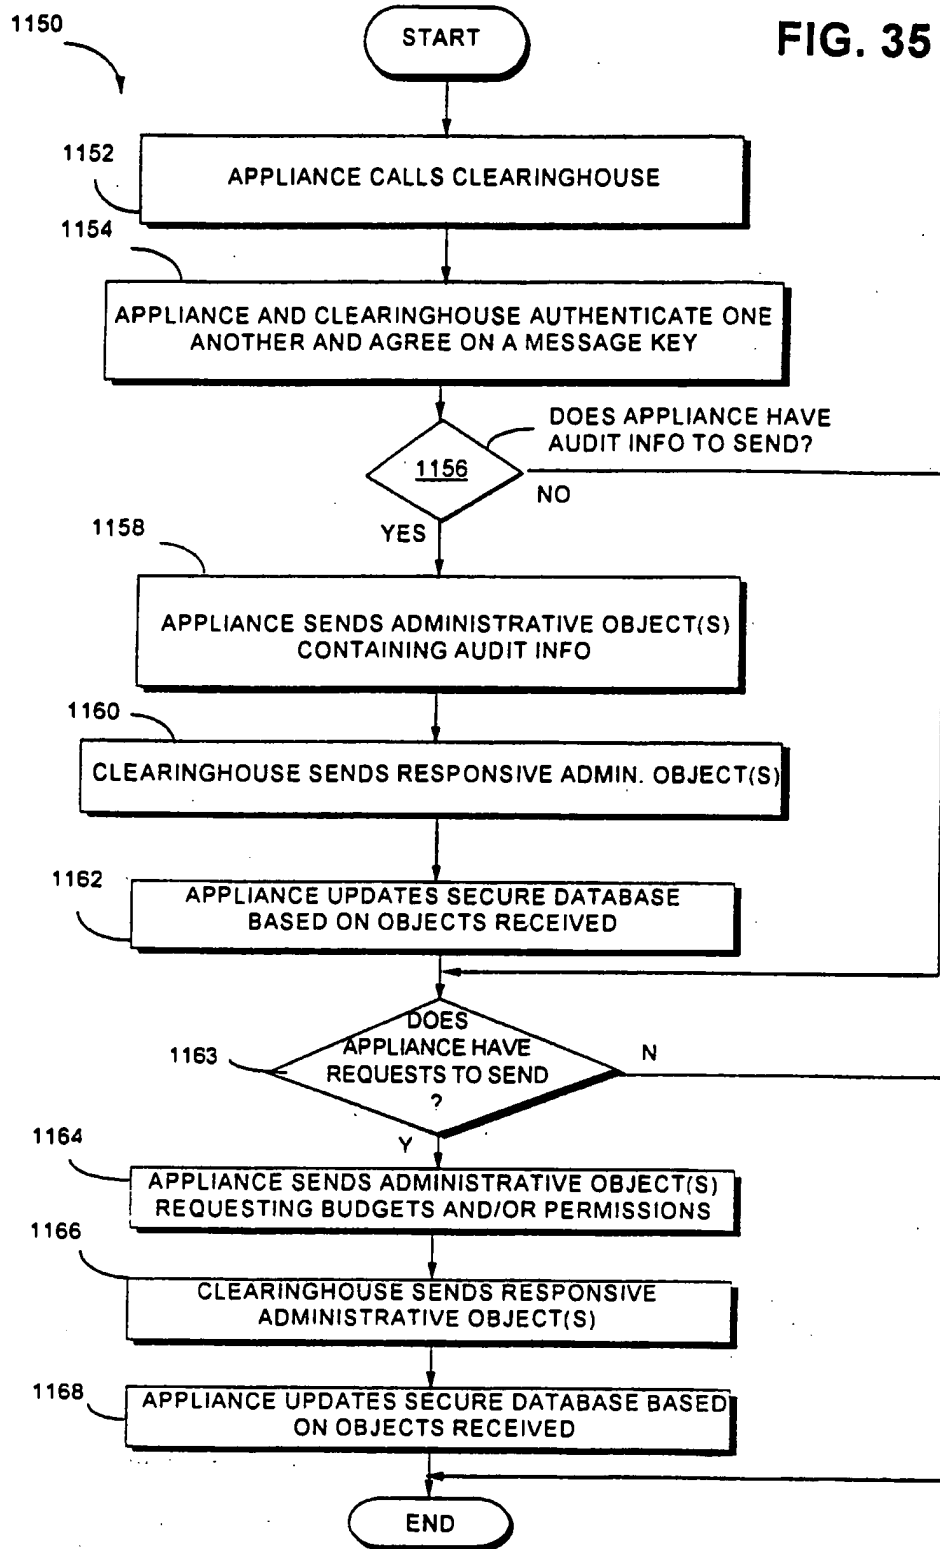 1150
START
FIG. 35
1152
APPLIANCE CALLS CLEARINGHOUSE
1154
APPLIANCE AND CLEARINGHOUSE AUTHENTICATE ONE
ANOTHER AND AGREE ON A MESSAGE KEY
DOES APPLIANCE HAVE
AUDIT INFO TO SEND?
1156
NO
YES
1158
APPLIANCE SENDS ADMINISTRATIVE OBJECT(S)
CONTAINING AUDIT INFO
1160
CLEARINGHOUSE SENDS RESPONSIVE ADMIN. OBJECT(S)
1162
APPLIANCE UPDATES SECURE DATABASE
BASED ON OBJECTS RECEIVED
1163
DOES
APPLIANCE HAVE
REQUESTS TO SEND
?
N
Y
1164
APPLIANCE SENDS ADMINISTRATIVE OBJECT(S)
REQUESTING BUDGETS AND/OR PERMISSIONS
1166
CLEARINGHOUSE SENDS RESPONSIVE
ADMINISTRATIVE OBJECT(S)
1168
APPLIANCE UPDATES SECURE DATABASE BASED
ON OBJECTS RECEIVED
END